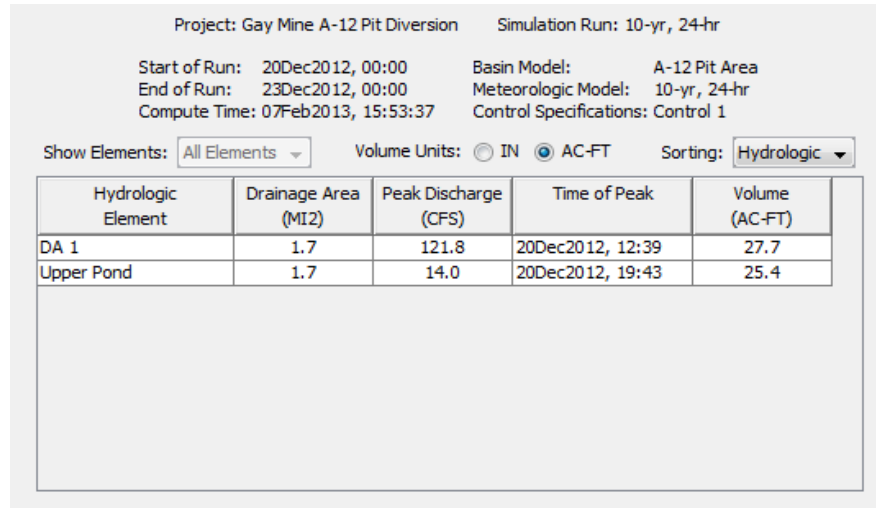 Project: Gay Mine A-12 Pit Diversion Simulation Run: 10-yr, 24-hr
Start of Run: 20Dec2012, 00:00 Basin Model: A-12 Pit Area
End of Run: 23Dec2012, 00:00 Meteorologic Model: 10-yr, 24-hr
Compute Time: 07Feb2013, 15:53:37 Control Specifications: Control 1
Show Elements: All Elements Volume Units: IN AC-FT Sorting: Hydrologic
Hydrologic Drainage Area Peak Discharge Time of Peak Volume
Element (MI2) (CFS) (AC-FT)
DA 1 1.7 121.8 20Dec2012, 12:39 27.7
Upper Pond 1.7 14.0 20Dec2012, 19:43 25.4